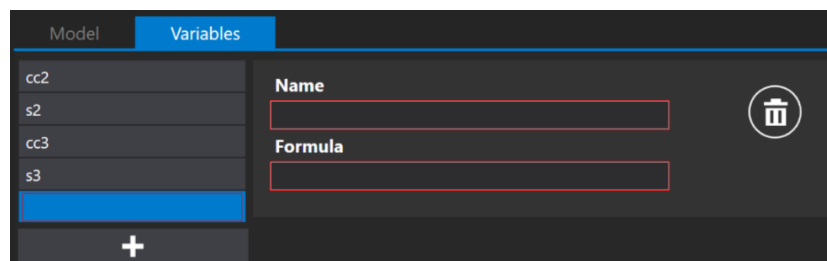 Model Variables
cc2
s2
cc3
s3
Name
Formula